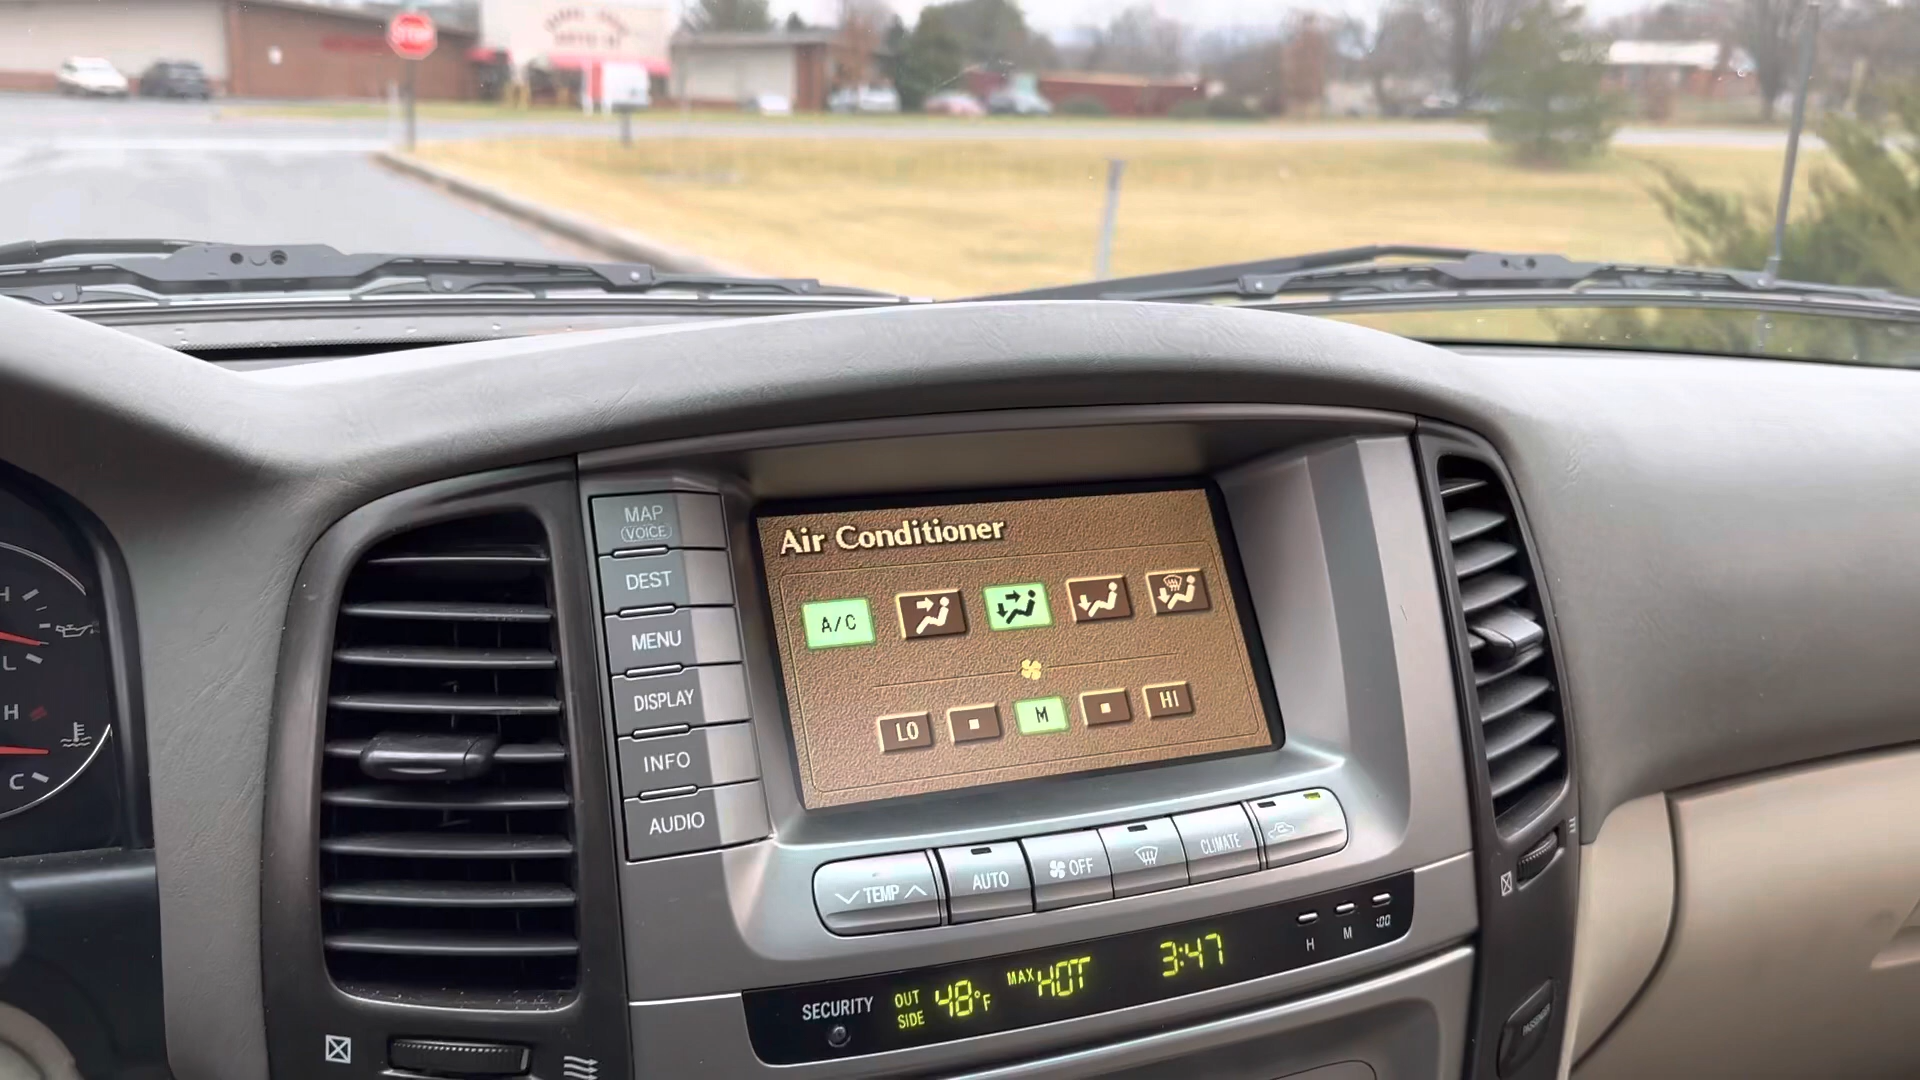 STOP
MAP
(VOICE)
DEST
MENU
DISPLAY
INFO
AUDIO
Air Conditioner
A/C
LO
M
HI
TEMP
AUTO
OFF
CLIMATE
SECURITY
OUT SIDE 48°F
MAX HOT
3:47
H
M
:00
H
L
H
C
PASSENGER